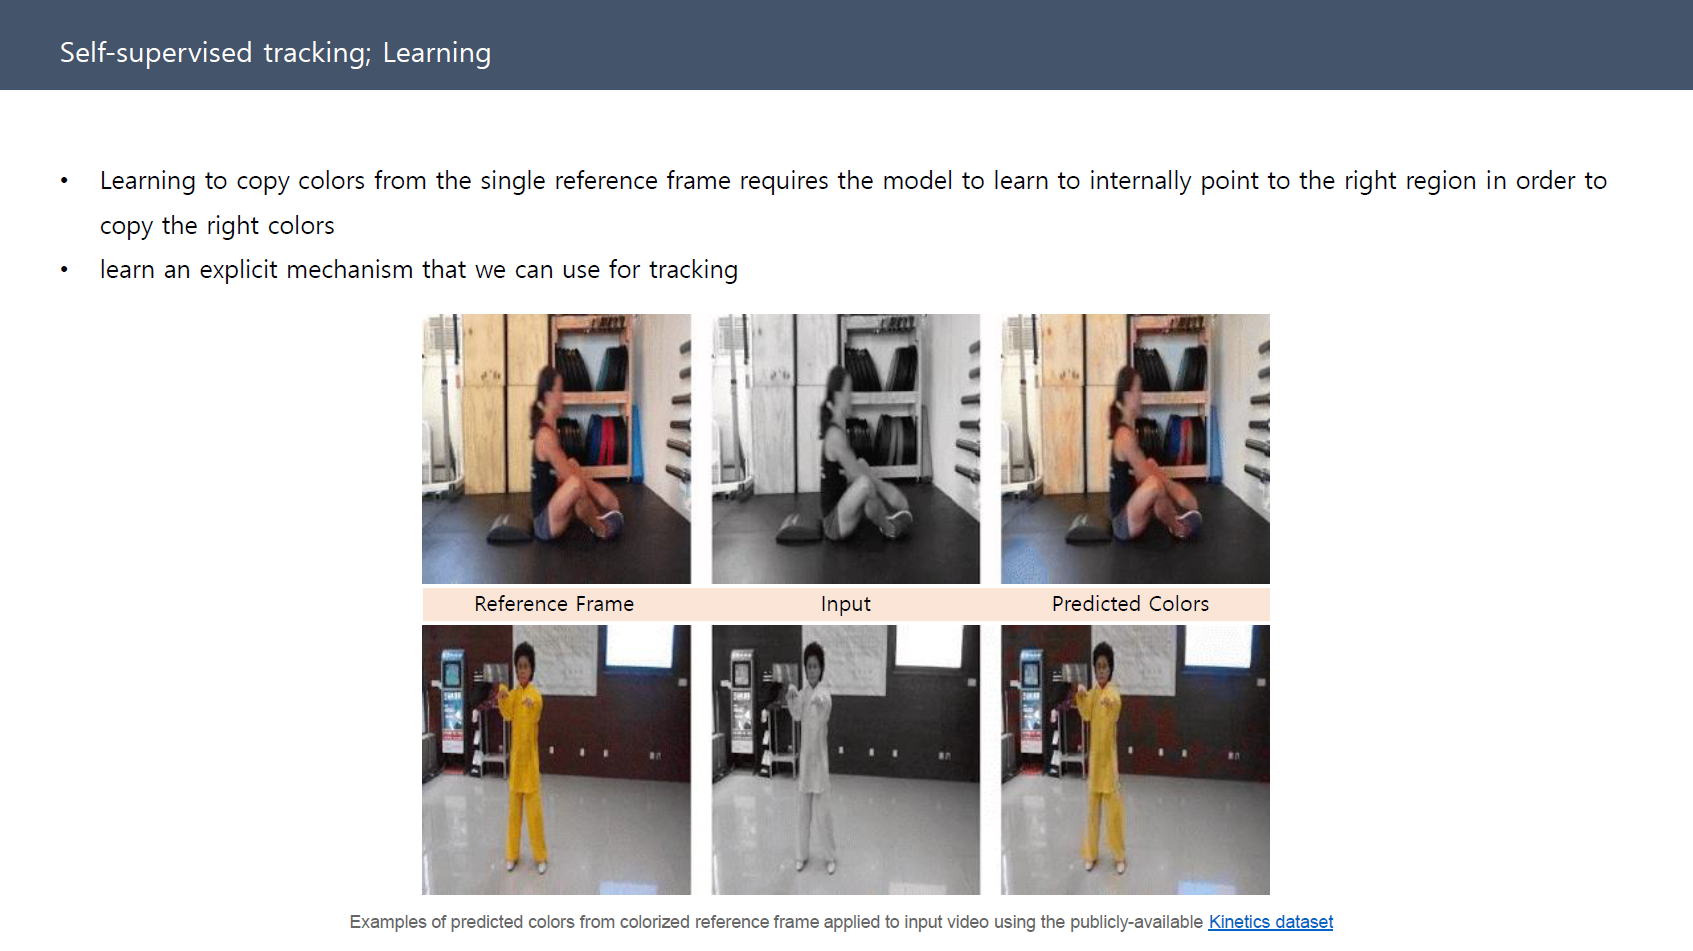 Self-supervised tracking; Learning
• Learning to copy colors from the single reference frame requires the model to learn to internally point to the right region in order to
copy the right colors
• learn an explicit mechanism that we can use for tracking
Reference Frame Input Predicted Colors
Examples of predicted colors from colorized reference frame applied to input video using the publicly-available Kinetics dataset